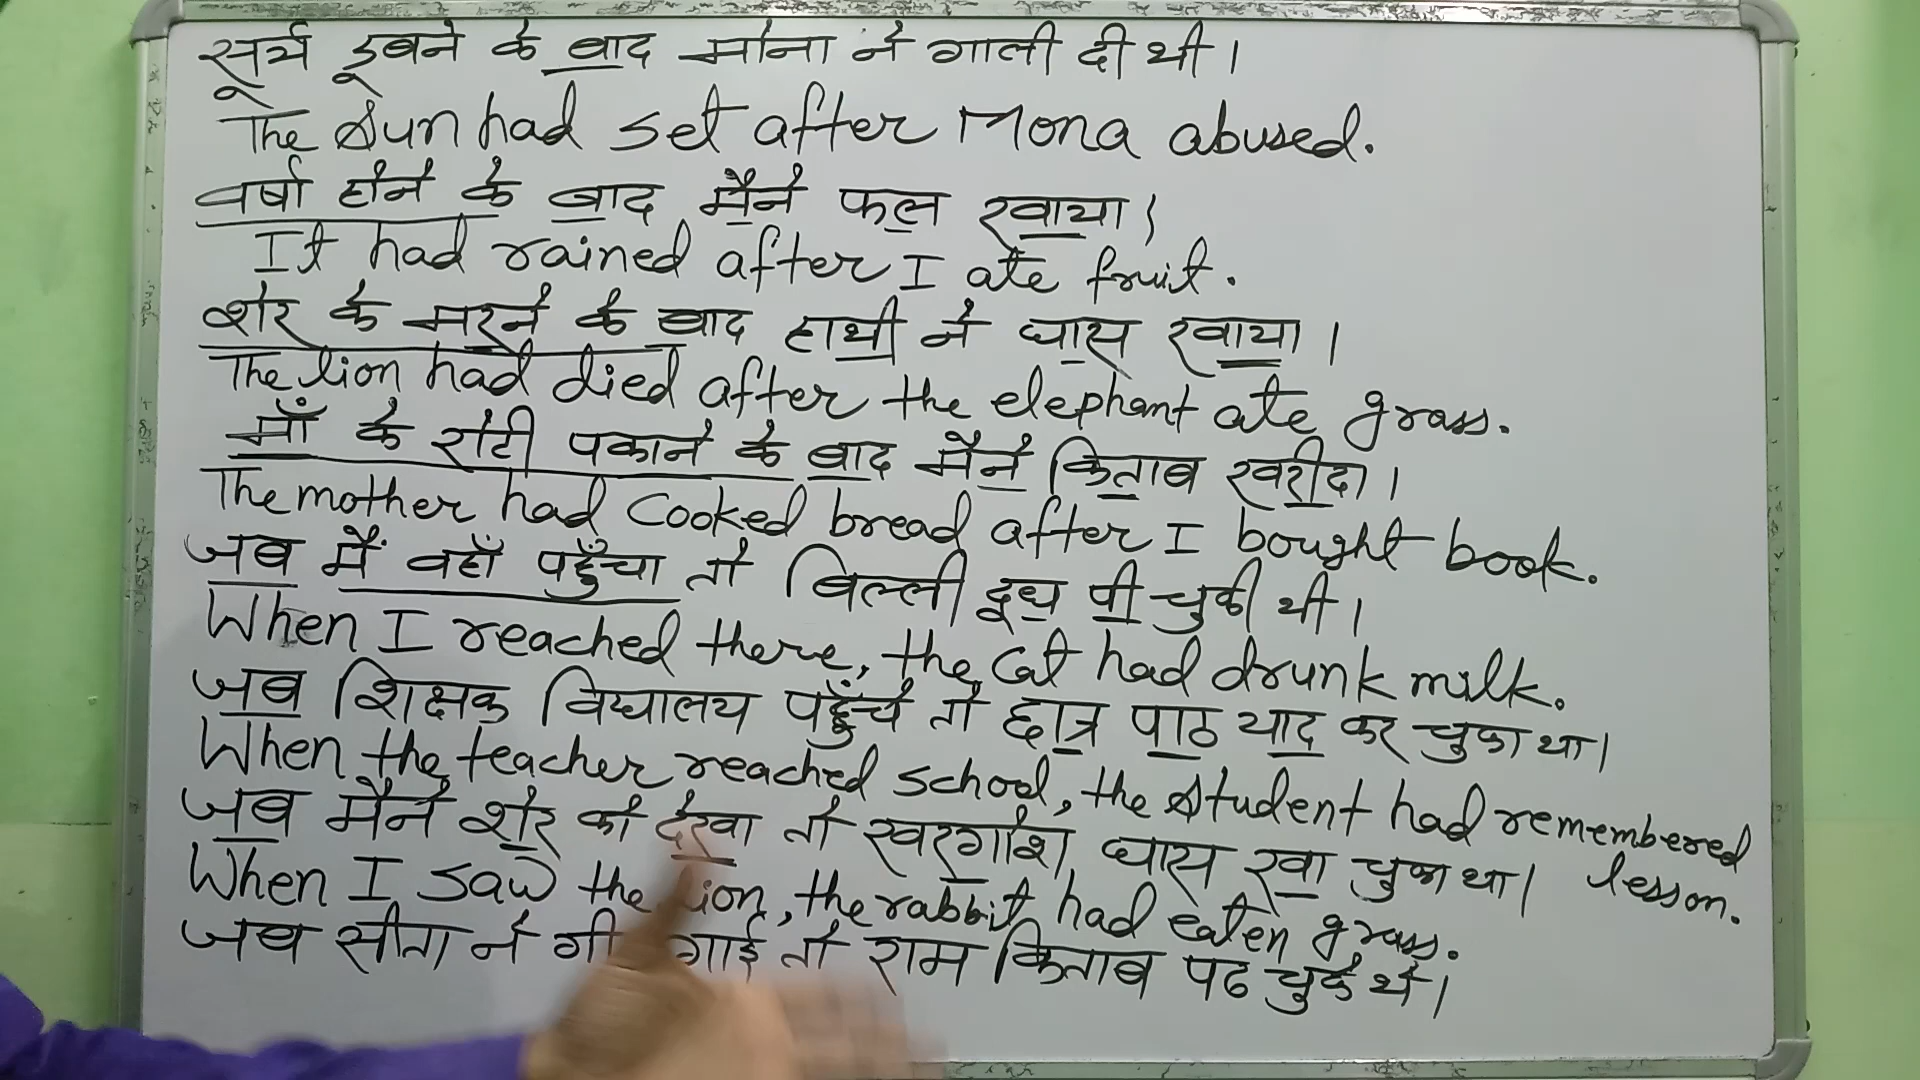 सूर्य डूबने के बाद मोना ने गाली दी थी।
The Sun had set after Mona abused.
वर्षा होने के बाद मैंने फल खाया।
It had rained after I ate fruit.
शेर के मरने के बाद हाथी ने घास खाया।
The lion had died after the elephant ate grass.
माँ के रोटी पकाने के बाद मैंने किताब खरीदा।
The mother had cooked bread after I bought book.
जब मैं वहाँ पहुँचा तो बिल्ली दूध पी चुकी थी।
When I reached there, the cat had drunk milk.
जब शिक्षक विद्यालय पहुँचे तो छात्र पाठ याद कर चुका था।
When the teacher reached school, the student had remembered lesson.
जब मैंने शेर को देखा तो खरगोश घास खा चुका था।
When I saw the lion, the rabbit had eaten grass.
जब सीता ने गाई तो राम किताब पढ चुके थे।